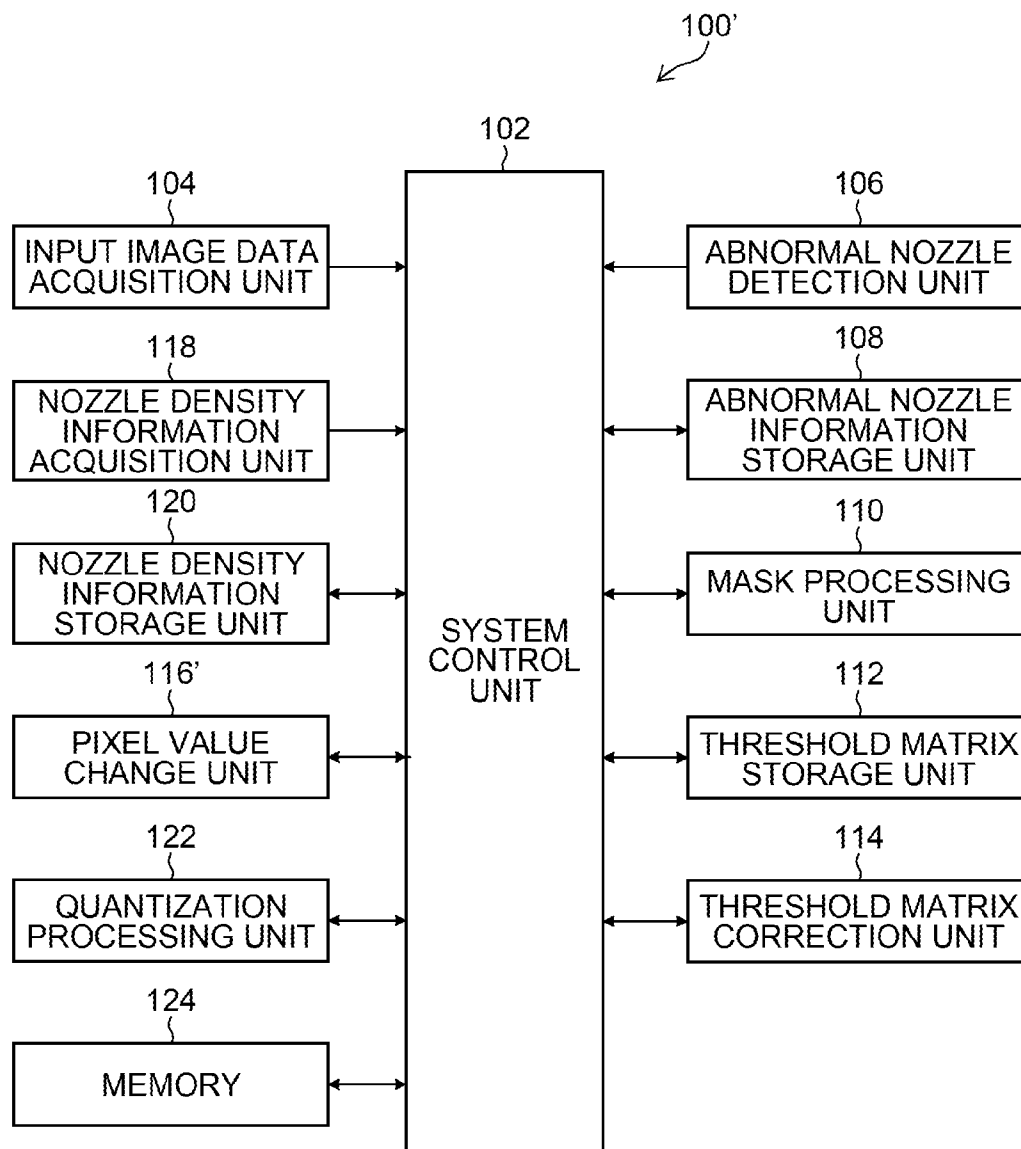 100'
102
104
INPUT IMAGE DATA
ACQUISITION UNIT
118
NOZZLE DENSITY
INFORMATION
ACQUISITION UNIT
120
NOZZLE DENSITY
INFORMATION
STORAGE UNIT
116'
PIXEL VALUE
CHANGE UNIT
122
QUANTIZATION
PROCESSING UNIT
124
MEMORY
SYSTEM
CONTROL
UNIT
106
ABNORMAL NOZZLE
DETECTION UNIT
108
ABNORMAL NOZZLE
INFORMATION
STORAGE UNIT
110
MASK PROCESSING
UNIT
112
THRESHOLD MATRIX
STORAGE UNIT
114
THRESHOLD MATRIX
CORRECTION UNIT